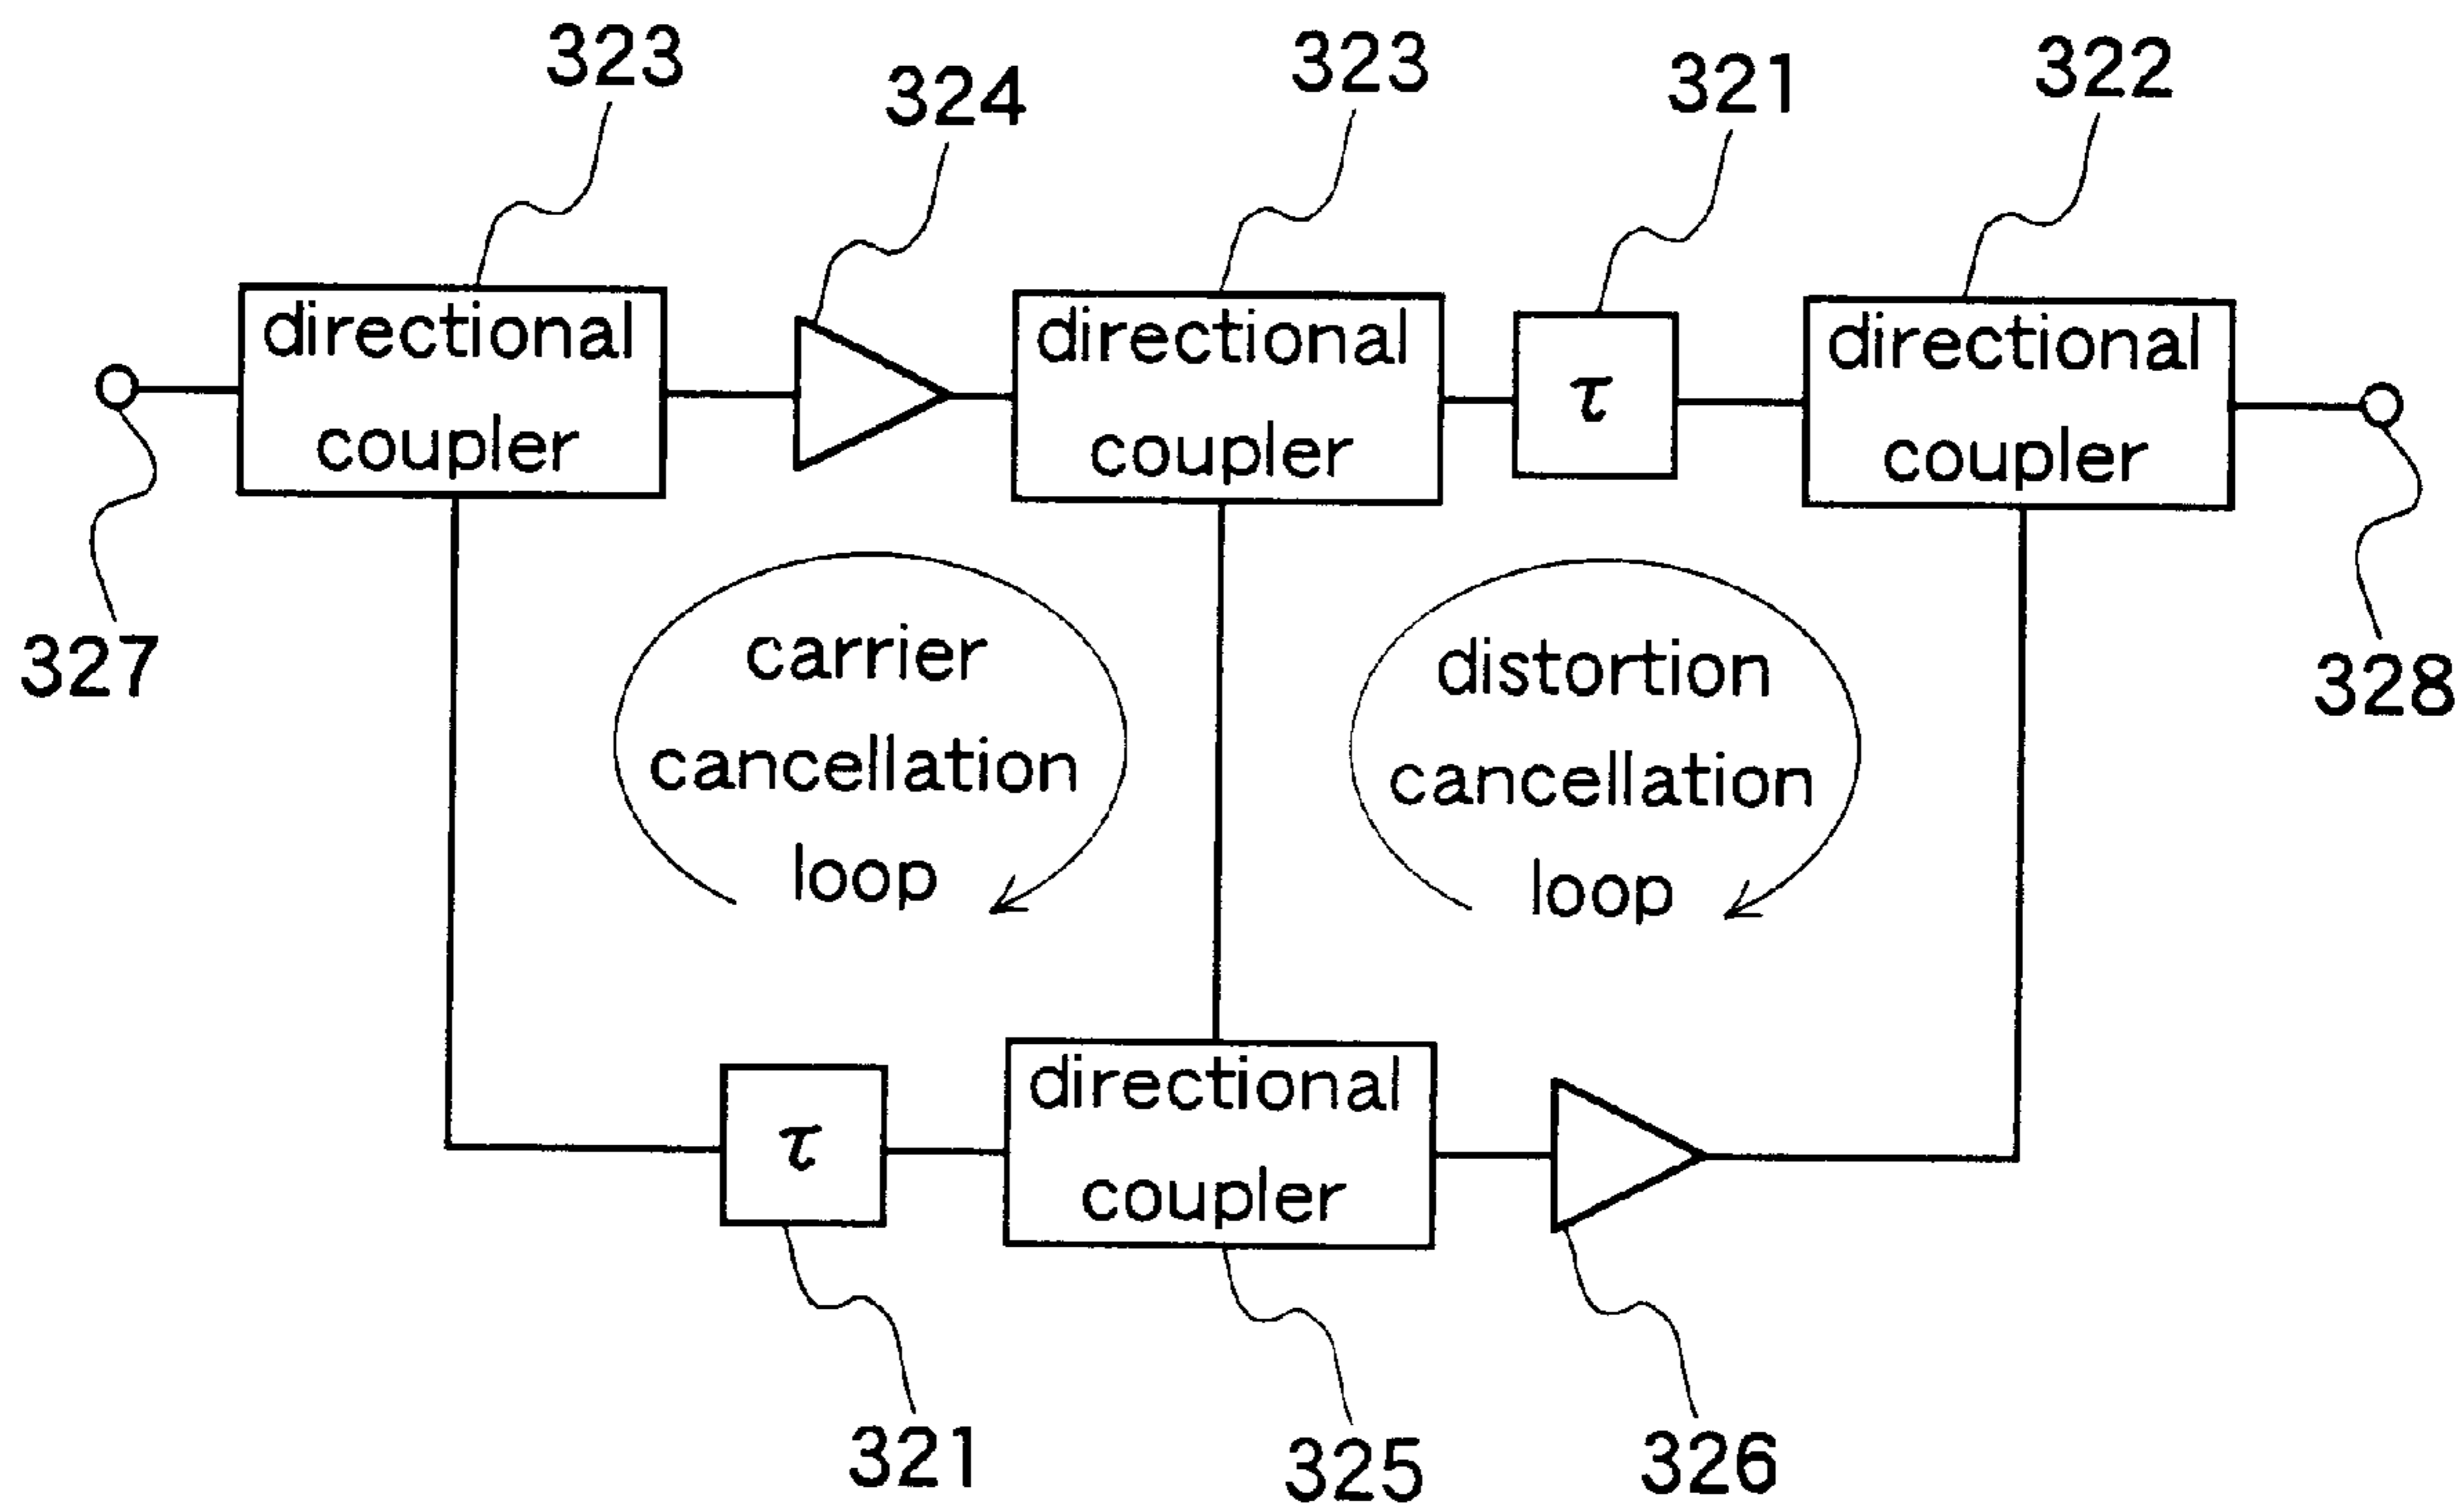 323
324
323
321
322
directional
coupler
directional
coupler
τ
directional
coupler
327
carrier
cancellation
loop
distortion
cancellation
loop
328
τ
directional
coupler
321
325
326